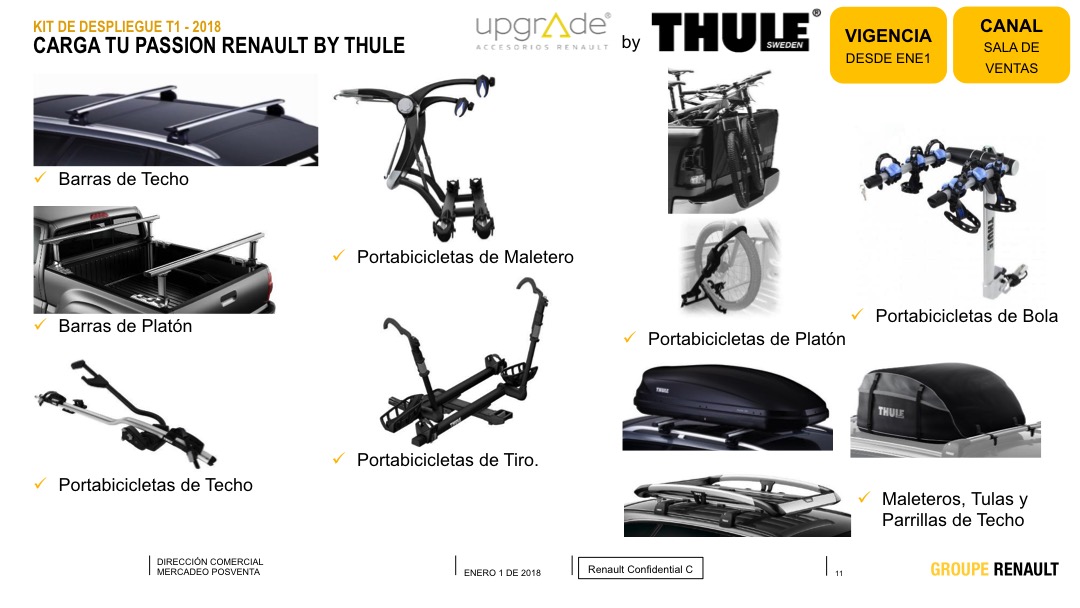 KIT DE DESPLIEGUE T1 - 2018
CARGA TU PASSION RENAULT BY THULE
upgrade®
ACCESORIOS RENAULT
by
THULE®
SWEDEN
VIGENCIA
DESDE ENE1
CANAL
SALA DE
VENTAS
Barras de Techo
Barras de Platón
Portabicicletas de Techo
Portabicicletas de Maletero
Portabicicletas de Tiro.
Portabicicletas de Platón
THULE
Portabicicletas de Bola
THULE
THULE
Maleteros, Tulas y
Parrillas de Techo
DIRECCIÓN COMERCIAL
MERCADEO POSVENTA
ENERO 1 DE 2018
Renault Confidential C
11
GROUPE RENAULT